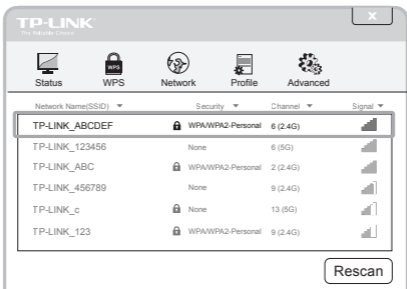 TP-LINK
The Reliable Choice
X
WPS
Status WPS Network Profile Advanced
Network Name(SSID) Security Channel Signal
TP-LINK_ABCDEF WPA/WPA2-Personal 6 (2.4G)
TP-LINK_123456 None 6 (5G)
TP-LINK_ABC WPA/WPA2-Personal 2 (2.4G)
TP-LINK_456789 None 9 (2.4G)
TP-LINK_c None 13 (5G)
TP-LINK_123 WPA/WPA2-Personal 9 (2.4G)
Rescan